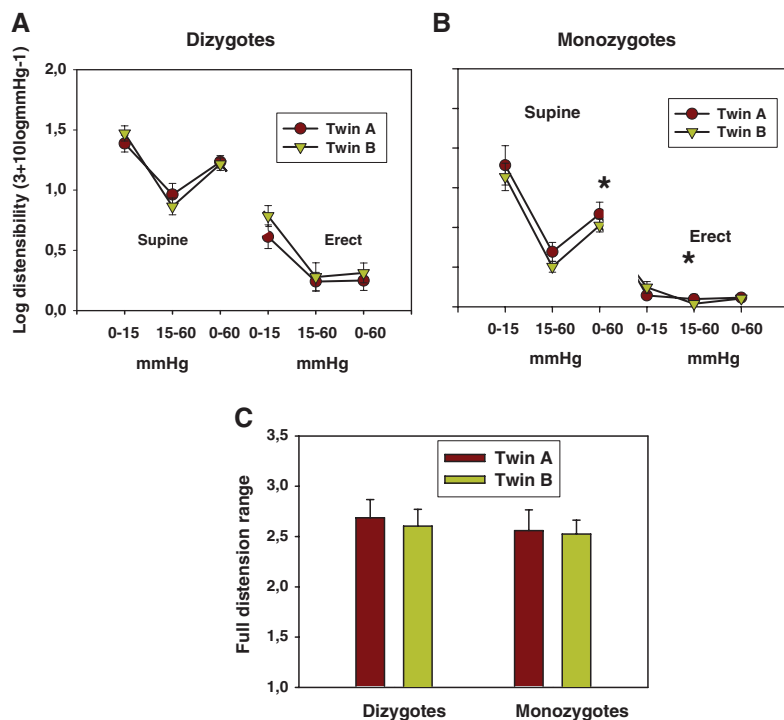 A
Dizygotes
Log distensibility (3+10logmmHg-1)
2,0
1,5
1,0
0,5
0,0
Twin A
Twin B
Supine
Erect
0-15 15-60 0-60 0-15 15-60 0-60
mmHg mmHg
B
Monozygotes
Supine
Twin A
Twin B
*
Erect
*
0-15 15-60 0-60 0-15 15-60 0-60
mmHg mmHg
C
Full distension range
3,5
3,0
2,5
2,0
1,5
1,0
Twin A
Twin B
Dizygotes Monozygotes